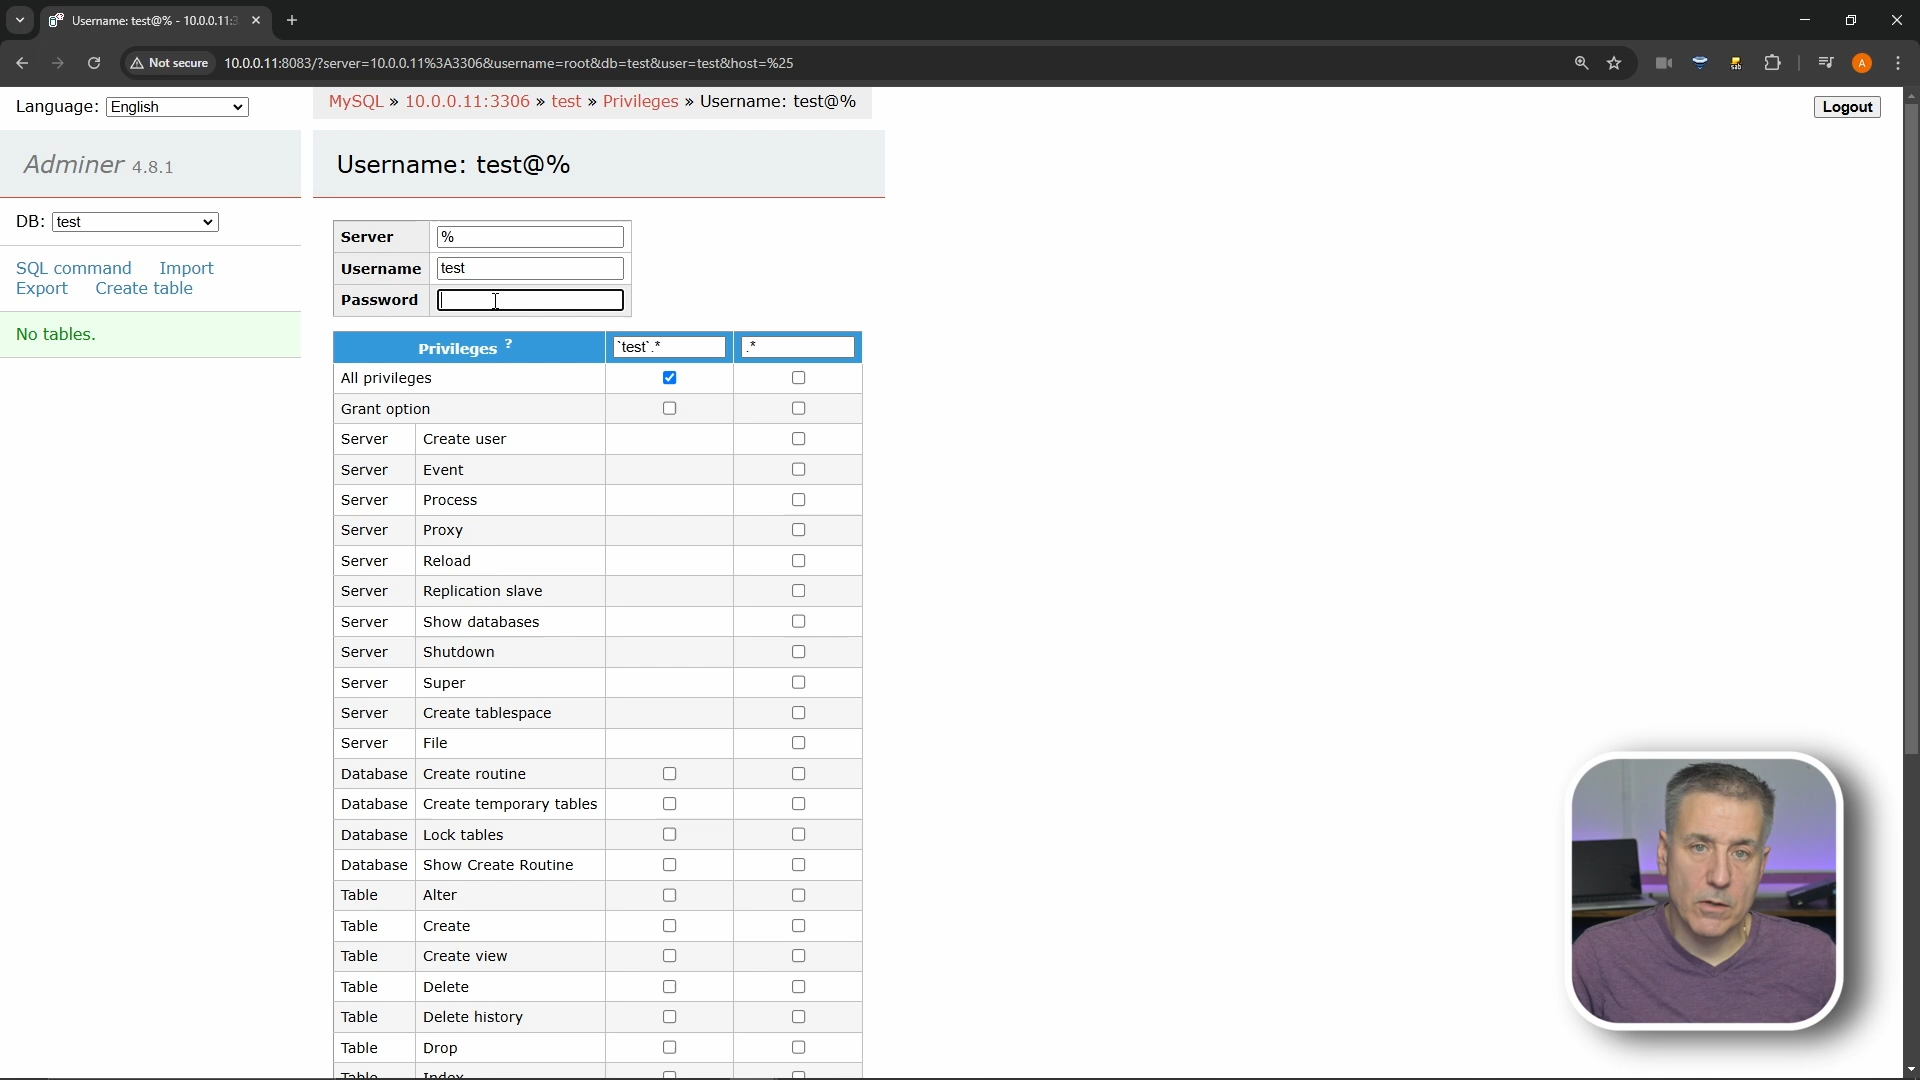 Username: test@% - 10.0.0.11:3
Not secure 10.0.0.11:8083/?server=10.0.0.11%3A3306&username=root&db=test&user=test&host=%25
A
Language: English
MySQL » 10.0.0.11:3306 » test » Privileges » Username: test@%
Logout
Adminer 4.8.1
Username: test@%
DB: test
SQL command Import
Export Create table
No tables.
Server %
Username test
Password
Privileges ? `test`.* .*
All privileges
Grant option
Server Create user
Server Event
Server Process
Server Proxy
Server Reload
Server Replication slave
Server Show databases
Server Shutdown
Server Super
Server Create tablespace
Server File
Database Create routine
Database Create temporary tables
Database Lock tables
Database Show Create Routine
Table Alter
Table Create
Table Create view
Table Delete
Table Delete history
Table Drop
Table Index